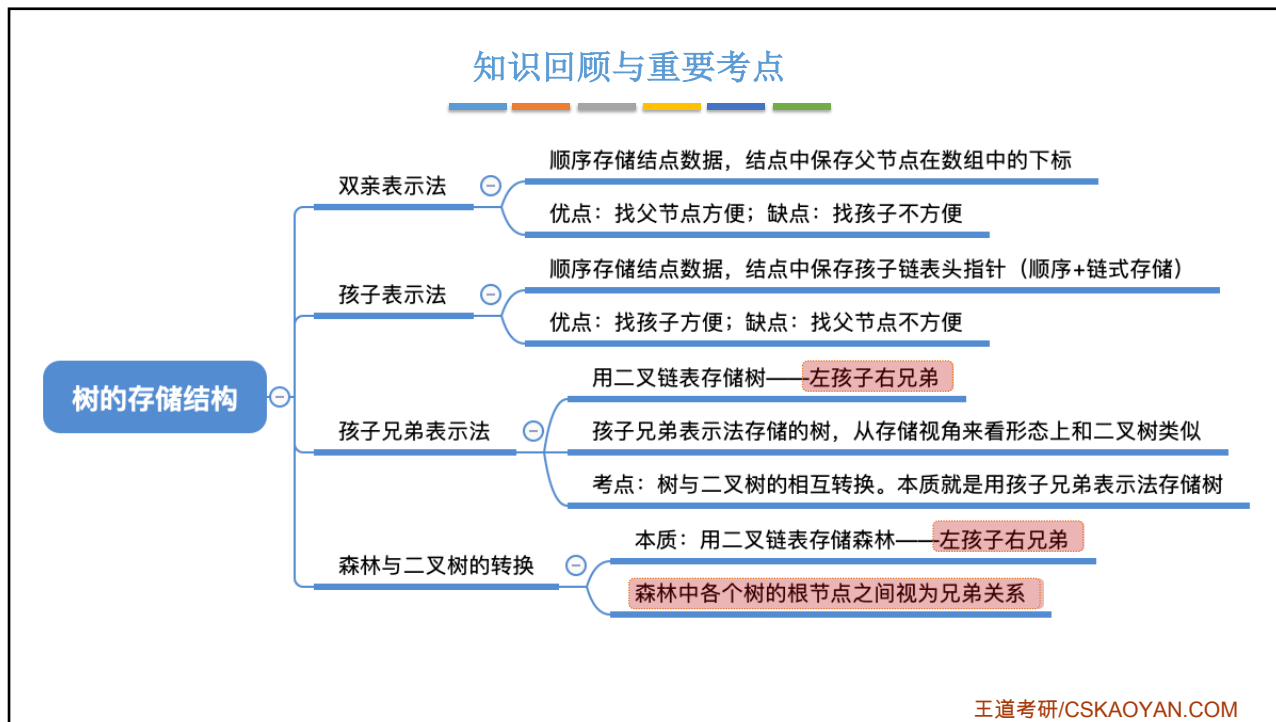 知识回顾与重要考点
树的存储结构
双亲表示法
顺序存储结点数据，结点中保存父节点在数组中的下标
优点：找父节点方便；缺点：找孩子不方便
孩子表示法
顺序存储结点数据，结点中保存孩子链表头指针（顺序+链式存储）
优点：找孩子方便；缺点：找父节点不方便
孩子兄弟表示法
用二叉链表存储树——左孩子右兄弟
孩子兄弟表示法存储的树，从存储视角来看形态上和二叉树类似
考点：树与二叉树的相互转换。本质就是用孩子兄弟表示法存储树
森林与二叉树的转换
本质：用二叉链表存储森林——左孩子右兄弟
森林中各个树的根节点之间视为兄弟关系
王道考研/CSKAOYAN.COM